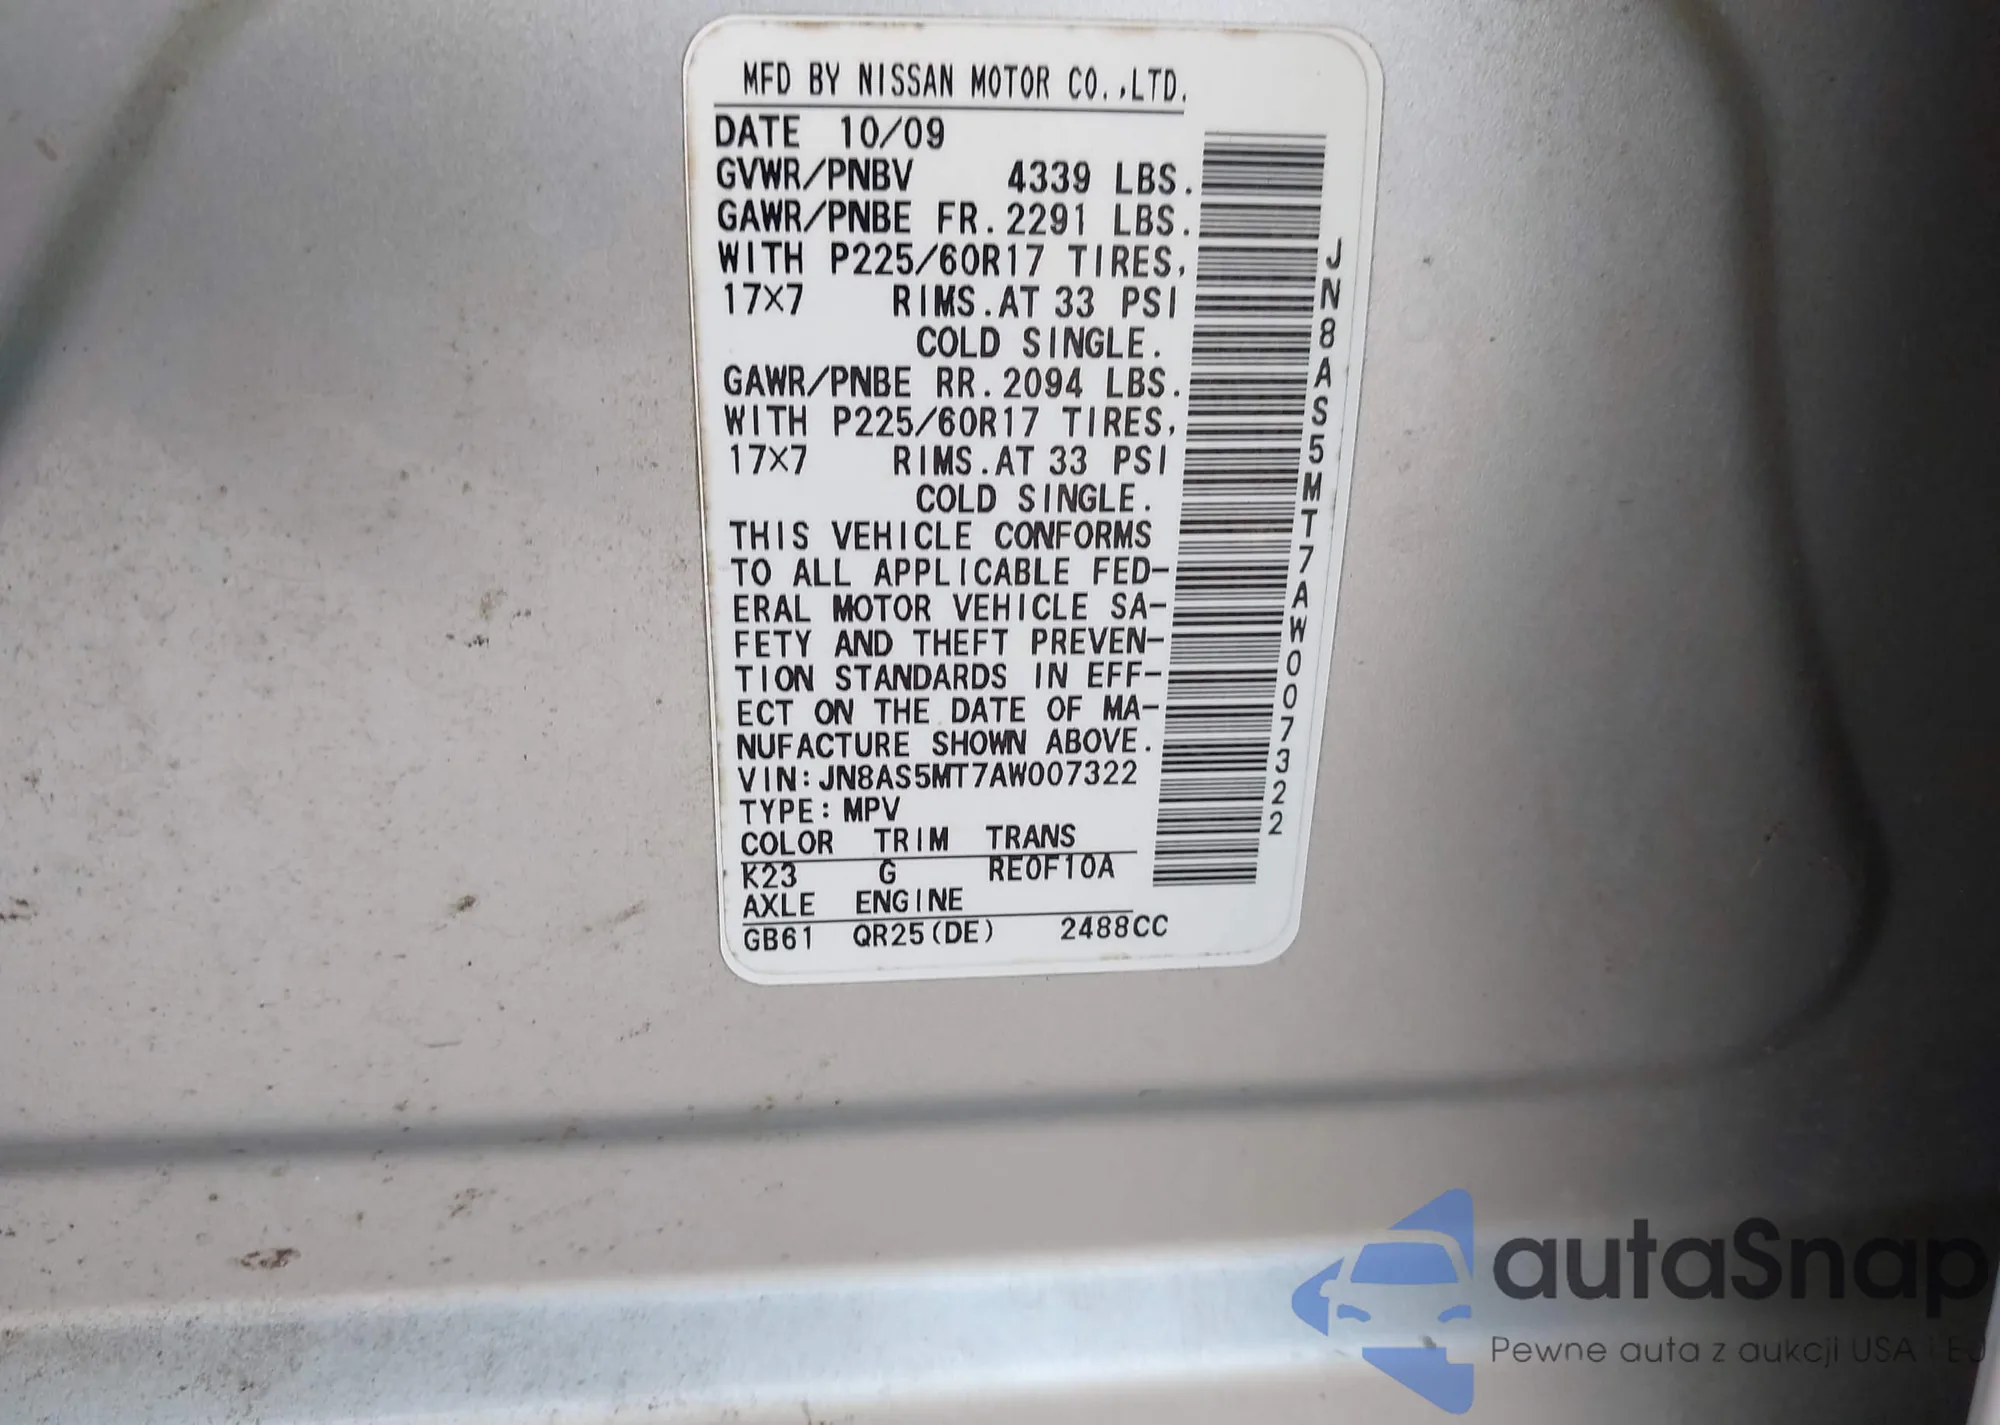 MFD BY NISSAN MOTOR CO.,LTD.
DATE 10/09
GVWR/PNBV 4339 LBS.
GAWR/PNBE FR.2291 LBS.
WITH P225/60R17 TIRES,
17X7 RIMS.AT 33 PSI
COLD SINGLE.
GAWR/PNBE RR.2094 LBS.
WITH P225/60R17 TIRES,
17X7 RIMS.AT 33 PSI
COLD SINGLE.
THIS VEHICLE CONFORMS
TO ALL APPLICABLE FED-
ERAL MOTOR VEHICLE SA-
FETY AND THEFT PREVEN-
TION STANDARDS IN EFF-
ECT ON THE DATE OF MA-
NUFACTURE SHOWN ABOVE.
VIN:JN8AS5MT7AW007322
TYPE:MPV
COLOR TRIM TRANS
K23 G RE0F10A
AXLE ENGINE
GB61 QR25(DE) 2488CC
JN8AS5MT7AW007322
autaSnap
Pewne auta z aukcji USA i EU